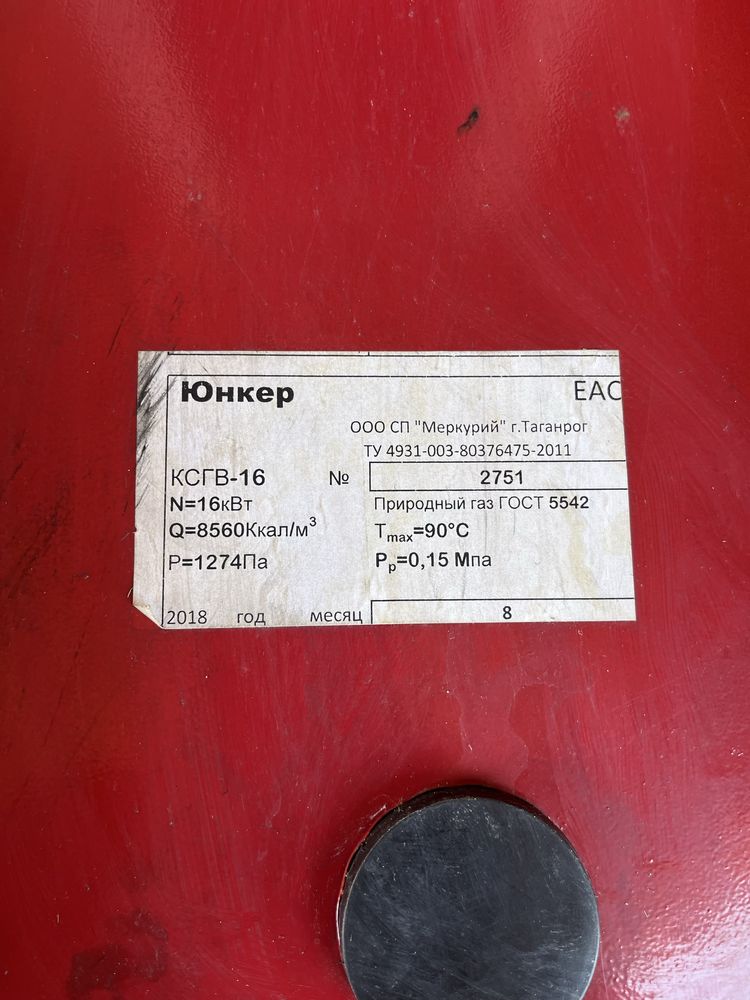 Юнкер EAC
ООО СП "Меркурий" г.Таганрог
ТУ 4931-003-80376475-2011
КСГВ-16 № 2751
N=16кВт Природный газ ГОСТ 5542
Q=8560Ккал/м³ Tmax=90°C
P=1274Па Pр=0,15 Мпа
2018 год месяц 8